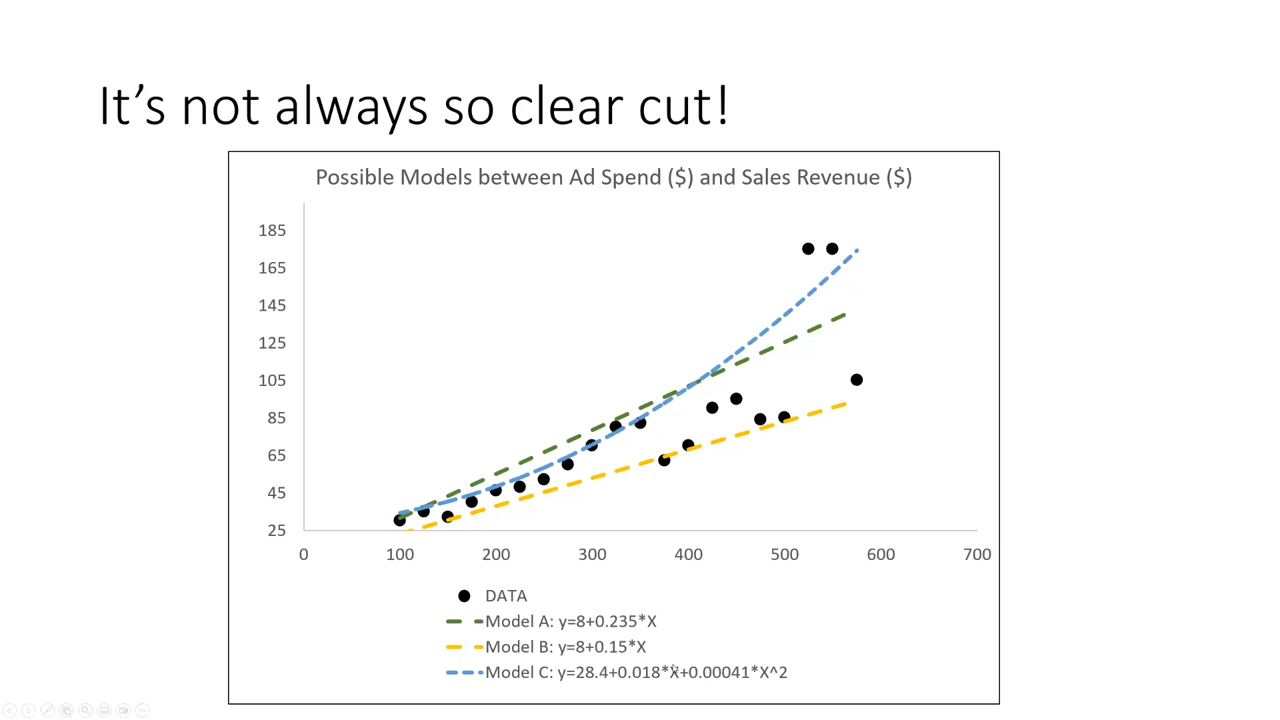 It's not always so clear cut!
Possible Models between Ad Spend ($) and Sales Revenue ($)
185
165
145
125
105
85
65
45
25
0 100 200 300 400 500 600 700
DATA
Model A: y=8+0.235*X
Model B: y=8+0.15*X
Model C: y=28.4+0.018*X+0.00041*X^2